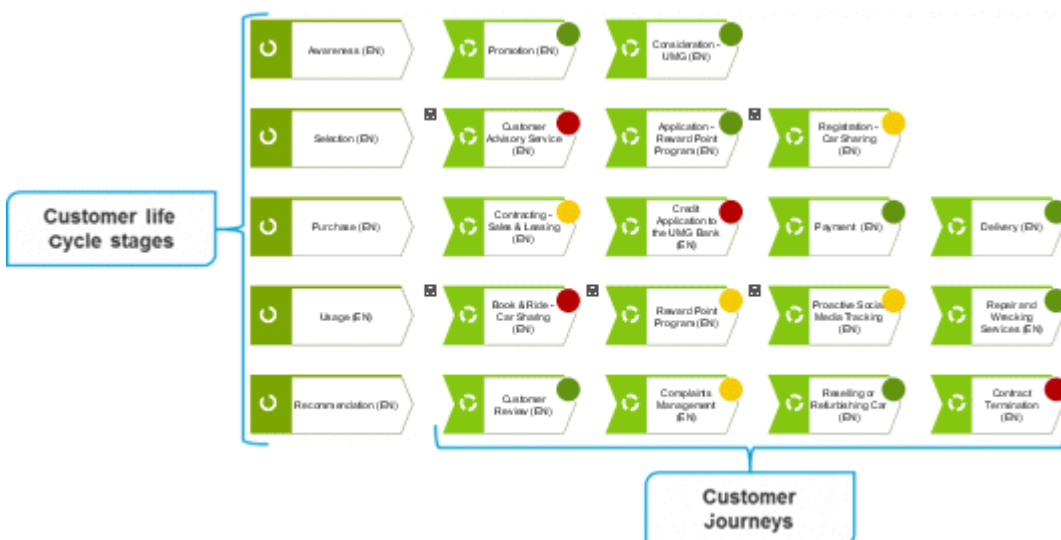 Awareness (EN)
Promotion (EN)
Consideration -
UMG (EN)
Selection (EN)
Customer
Advisory Service
(EN)
Application -
Reward Point
Program (EN)
Registration -
Car Sharing
(EN)
Customer life
Cycle stages
Purchase (EN)
Contracting -
Sales & Leasing
(EN)
Credit
Application to
the UMG Bank
(EN)
Payment (EN)
Delivery (EN)
Usage (EN)
Book & Ride -
Car Sharing
(EN)
Reward Point
Program (EN)
Proactive Social
Media Tracking
(EN)
Repair and
Wrecking
Services (EN)
Recommendation (EN)
Customer
Review (EN)
Complaints
Management
(EN)
Reselling or
Refurbishing Car
(EN)
Contract
Termination
(EN)
Customer
Journeys